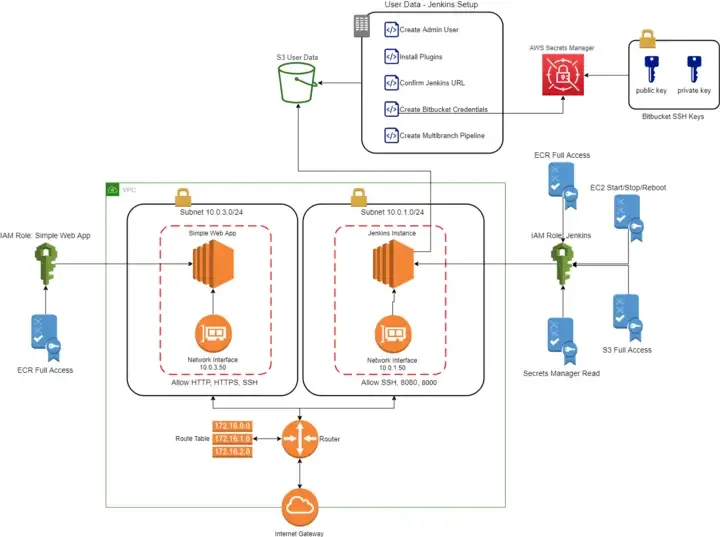 User Data - Jenkins Setup
Create Admin User
Install Plugins
Confirm Jenkins URL
Create Bitbucket Credentials
Create Multibranch Pipeline
S3 User Data
AWS Secrets Manager
public key
private key
Bitbucket SSH Keys
ECR Full Access
EC2 Start/Stop/Reboot
VPC
Subnet 10.0.3.0/24
Subnet 10.0.1.0/24
IAM Role: Simple Web App
Simple Web App
Jenkins Instance
IAM Role: Jenkins
Network Interface
10.0.3.50
Network Interface
10.0.1.50
ECR Full Access
Allow HTTP, HTTPS, SSH
Allow SSH, 8080, 8000
S3 Full Access
Secrets Manager Read
Route Table
172.16.0.0
172.16.1.0
172.16.2.0
Router
Internet Gateway